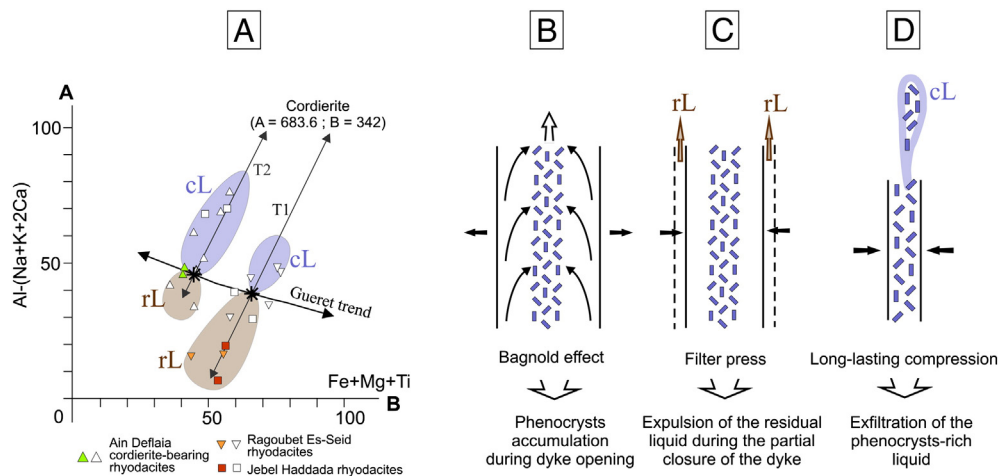 A
B
C
D
A
Cordierite
(A = 683.6 ; B = 342)
100
T2
cL
T1
cL
50
Gueret trend
rL
rL
Al-(Na+K+2Ca)
Fe+Mg+Ti
0
50
100
B
Ain Deflaia
cordierite-bearing
rhyodacites
Ragoubet Es-Seid
rhyodacites
Jebel Haddada rhyodacites
Bagnold effect
Phenocrysts
accumulation
during dyke opening
rL
rL
Filter press
Expulsion of the residual
liquid during the partial
closure of the dyke
cL
Long-lasting compression
Exfiltration of the
phenocrysts-rich
liquid